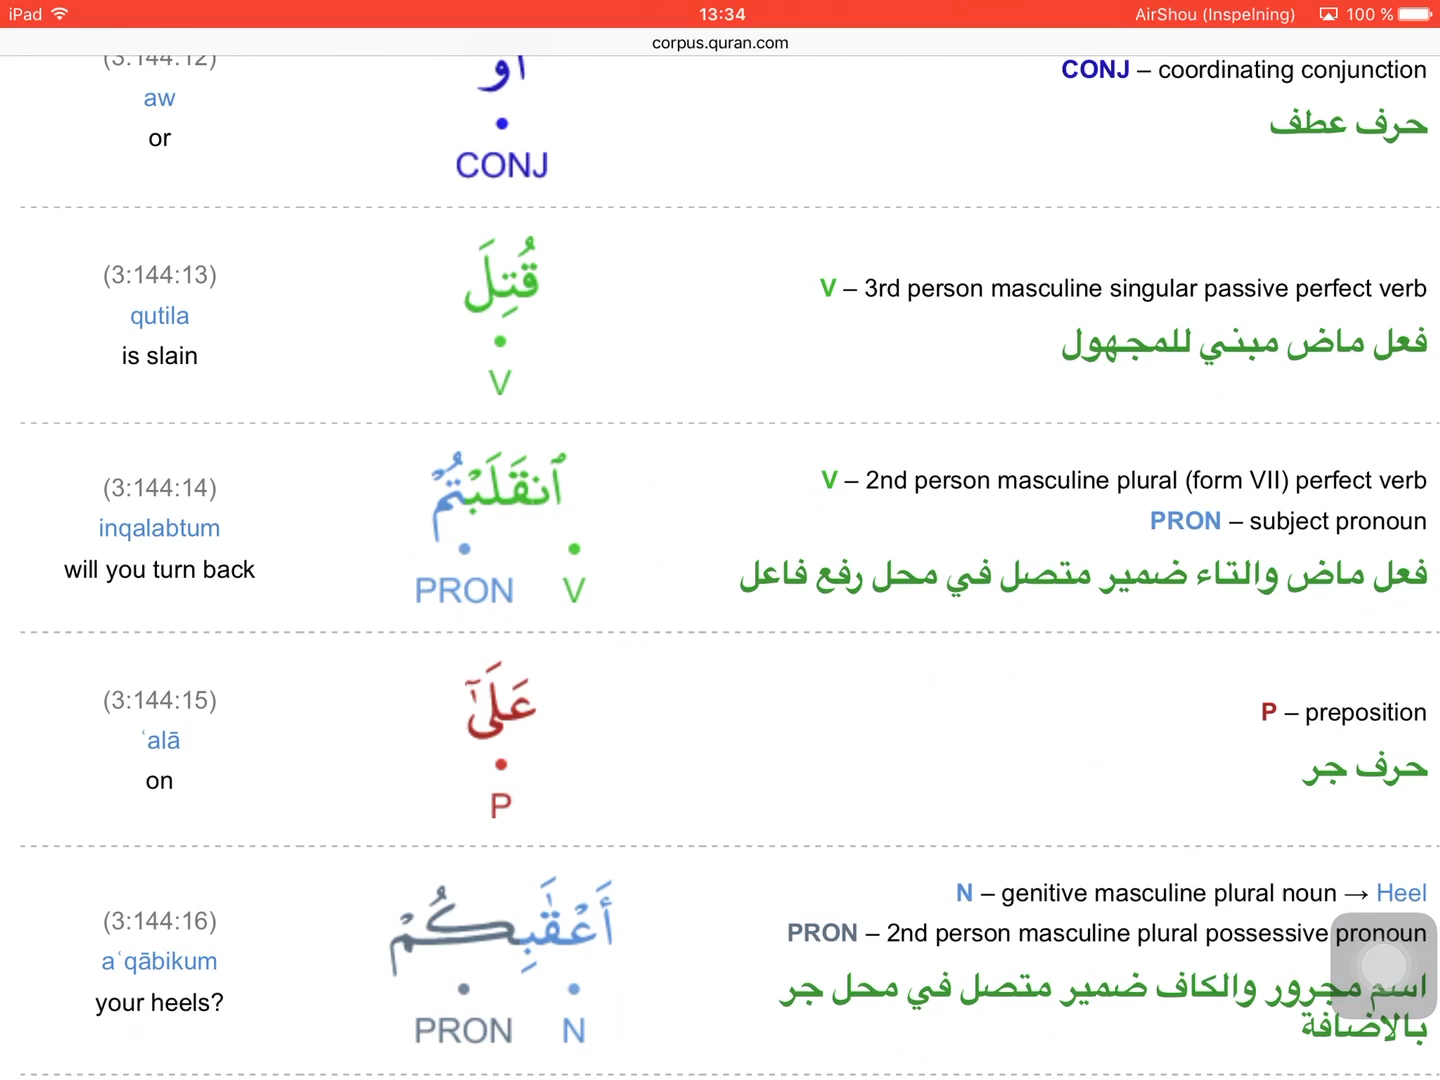 iPad 13:34 AirShou (Inspelning) 100 %
corpus.quran.com
(3:144:12)
aw
or
أَوْ
CONJ
CONJ – coordinating conjunction
حرف عطف
(3:144:13)
qutila
is slain
قُتِلَ
V
V – 3rd person masculine singular passive perfect verb
فعل ماض مبني للمجهول
(3:144:14)
inqalabtum
will you turn back
ٱنقَلَبْتُمْ
PRON V
V – 2nd person masculine plural (form VII) perfect verb
PRON – subject pronoun
فعل ماض والتاء ضمير متصل في محل رفع فاعل
(3:144:15)
ʿalā
on
عَلَىٰٓ
P
P – preposition
حرف جر
(3:144:16)
aʿqābikum
your heels?
أَعْقَٰبِكُمْ
PRON N
N – genitive masculine plural noun → Heel
PRON – 2nd person masculine plural possessive pronoun
اسم مجرور والكاف ضمير متصل في محل جر
بالاضافة